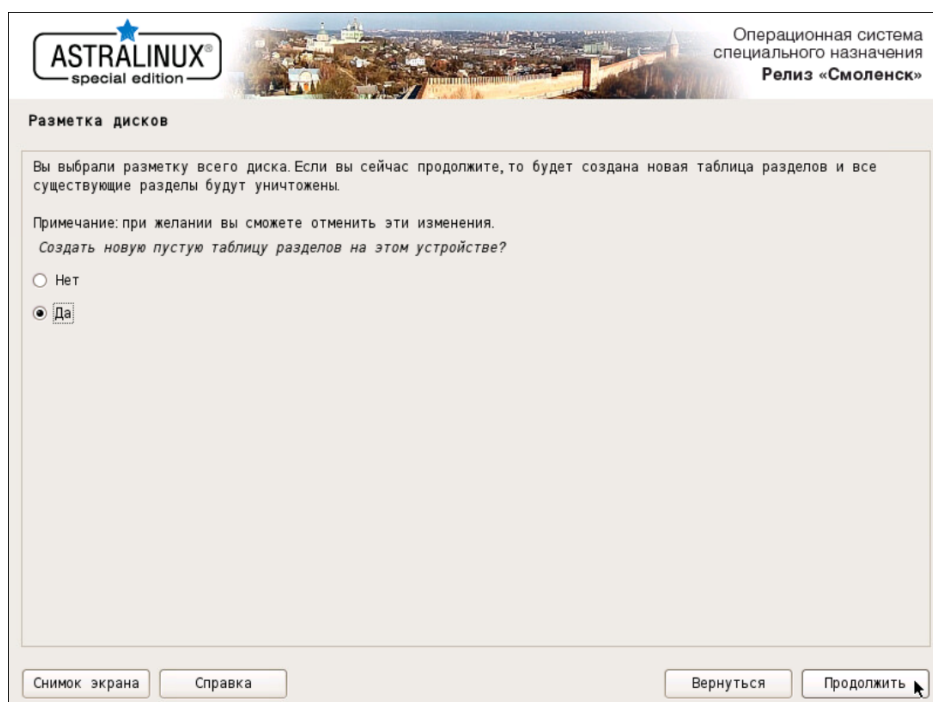 ASTRALINUX®
special edition
Операционная система
специального назначения
Релиз «Смоленск»
Разметка дисков
Вы выбрали разметку всего диска. Если вы сейчас продолжите, то будет создана новая таблица разделов и все
существующие разделы будут уничтожены.
Примечание: при желании вы сможете отменить эти изменения.
Создать новую пустую таблицу разделов на этом устройстве?
Нет
Да
Снимок экрана
Справка
Вернуться
Продолжить